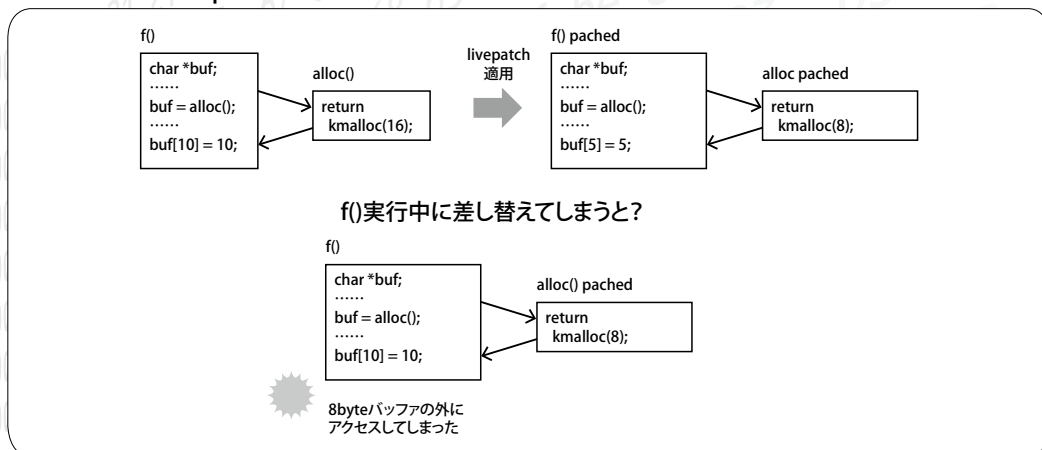 f()
char *buf;
……
buf = alloc();
……
buf[10] = 10;
alloc()
return
kmalloc(16);
livepatch
適用
f() pached
char *buf;
……
buf = alloc();
……
buf[5] = 5;
alloc pached
return
kmalloc(8);
f()実行中に差し替えてしまうと?
f()
char *buf;
……
buf = alloc();
……
buf[10] = 10;
alloc() pached
return
kmalloc(8);
8byteバッファの外に
アクセスしてしまった